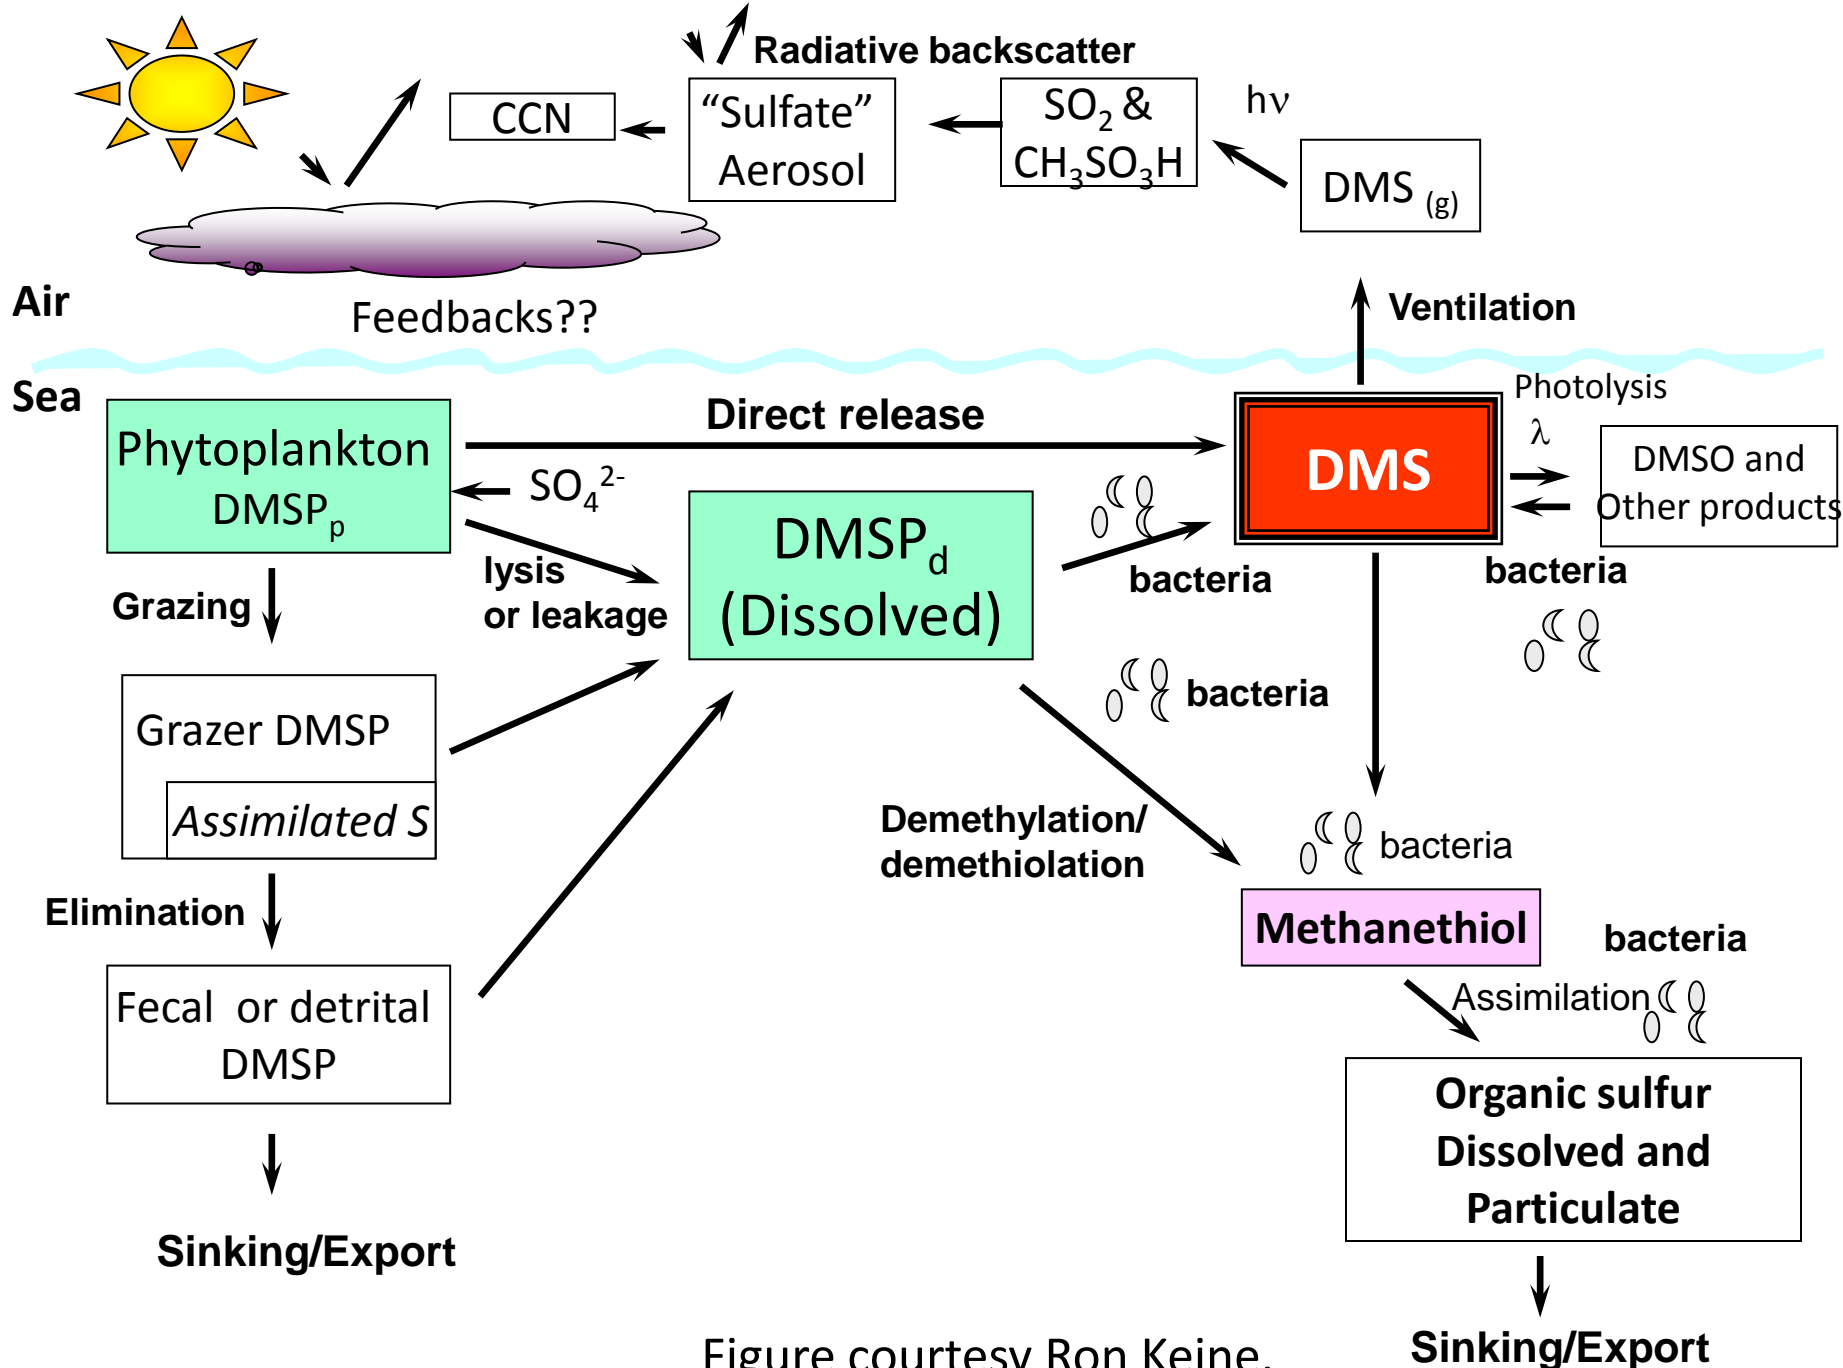 Radiative backscatter
CCN
“Sulfate”
Aerosol
SO2 &
CH3SO3H
hν
DMS (g)
Air
Feedbacks??
Ventilation
Sea
Phytoplankton
DMSPp
Direct release
SO4 2-
DMS
Photolysis
λ
DMSO and
Other products
DMSPd
(Dissolved)
lysis
or leakage
bacteria
bacteria
Grazing
bacteria
Grazer DMSP
Assimilated S
Demethylation/
demethiolation
bacteria
Elimination
Methanethiol
bacteria
Fecal or detrital
DMSP
Assimilation
Organic sulfur
Dissolved and
Particulate
Sinking/Export
Sinking/Export
Figure courtesy Ron Keine.